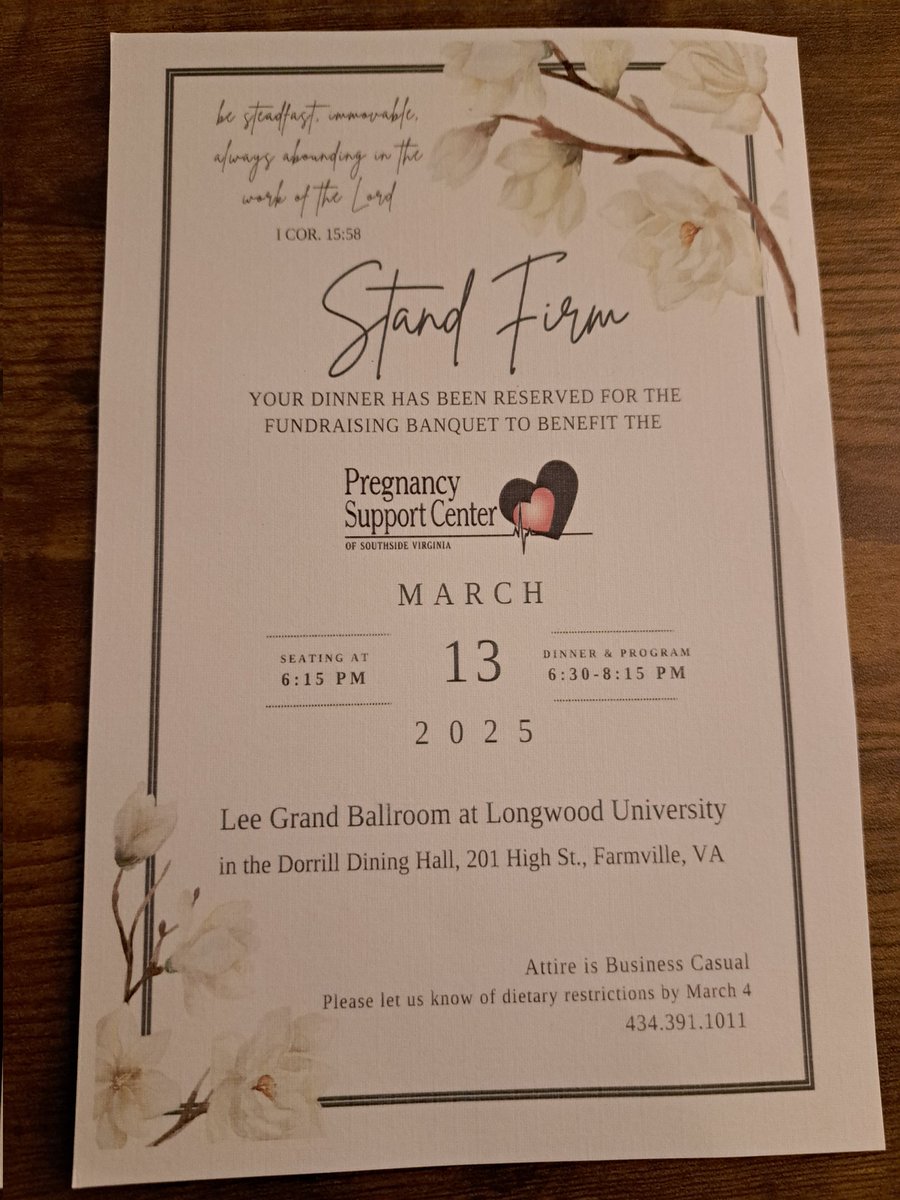 be steadfast, immovable,
always abounding in the
work of the Lord
I COR. 15:58
Stand Firm
YOUR DINNER HAS BEEN RESERVED FOR THE
FUNDRAISING BANQUET TO BENEFIT THE
Pregnancy
Support Center
OF SOUTHSIDE VIRGINIA
MARCH
SEATING AT
6:15 PM
13
DINNER & PROGRAM
6:30-8:15 PM
2025
Lee Grand Ballroom at Longwood University
in the Dorrill Dining Hall, 201 High St., Farmville, VA
Attire is Business Casual
Please let us know of dietary restrictions by March 4
434.391.1011